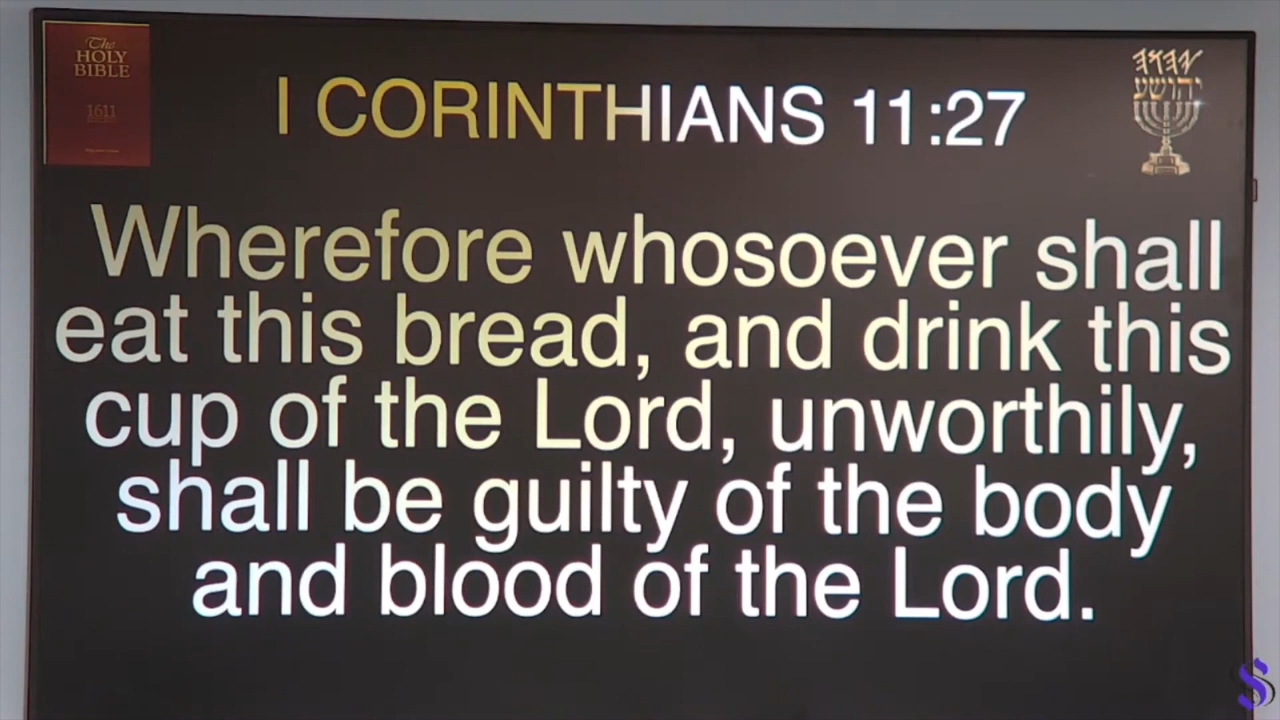 The
HOLY
BIBLE
1611
I CORINTHIANS 11:27
יהושע
Wherefore whosoever shall
eat this bread, and drink this
cup of the Lord, unworthily,
shall be guilty of the body
and blood of the Lord.
S